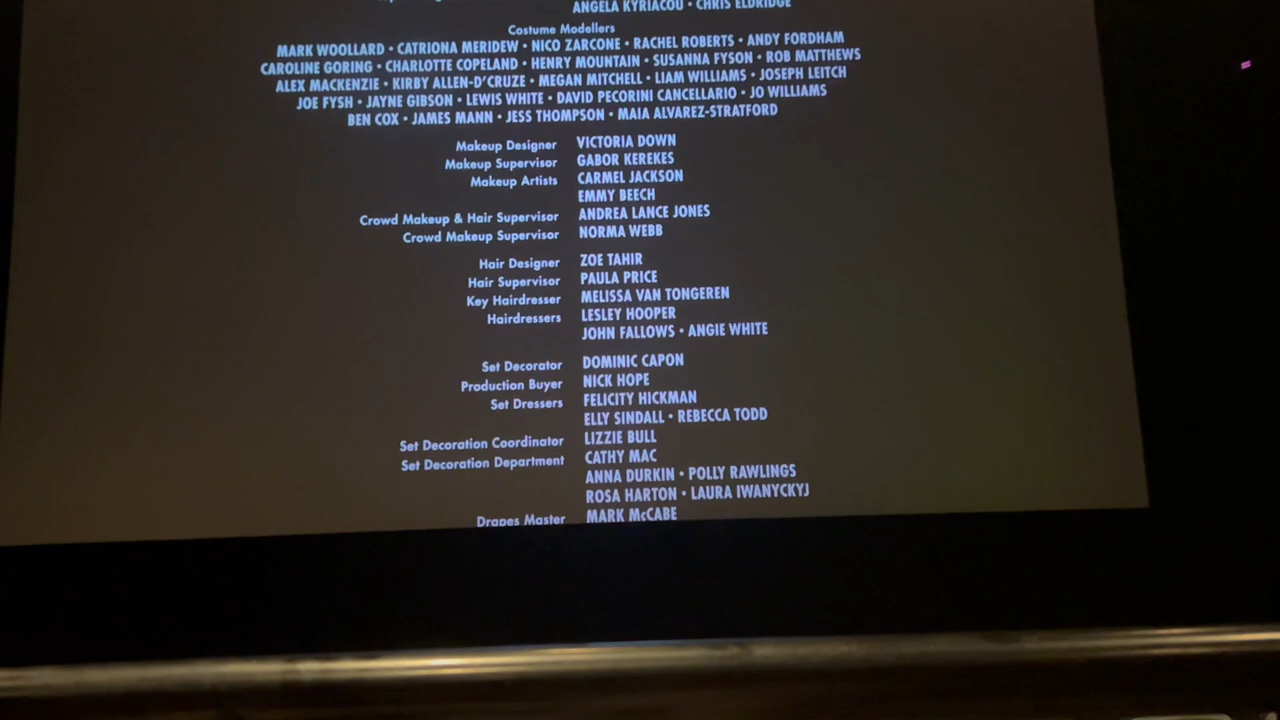 ANGELA KYRIACOU • CHRIS ELDRIDGE
Costume Modellers
MARK WOOLLARD • CATRIONA MERIDEW • NICO ZARCONE • RACHEL ROBERTS • ANDY FORDHAM
CAROLINE GORING • CHARLOTTE COPELAND • HENRY MOUNTAIN • SUSANNA FYSON • ROB MATTHEWS
ALEX MACKENZIE • KIRBY ALLEN-D'CRUZE • MEGAN MITCHELL • LIAM WILLIAMS • JOSEPH LEITCH
JOE FYSH • JAYNE GIBSON • LEWIS WHITE • DAVID PECORINI CANCELLARIO • JO WILLIAMS
BEN COX • JAMES MANN • JESS THOMPSON • MAIA ALVAREZ-STRATFORD
Makeup Designer VICTORIA DOWN
Makeup Supervisor GABOR KEREKES
Makeup Artists CARMEL JACKSON
EMMY BEECH
Crowd Makeup & Hair Supervisor ANDREA LANCE JONES
Crowd Makeup Supervisor NORMA WEBB
Hair Designer ZOE TAHIR
Hair Supervisor PAULA PRICE
Key Hairdresser MELISSA VAN TONGEREN
Hairdressers LESLEY HOOPER
JOHN FALLOWS • ANGIE WHITE
Set Decorator DOMINIC CAPON
Production Buyer NICK HOPE
Set Dressers FELICITY HICKMAN
ELLY SINDALL • REBECCA TODD
Set Decoration Coordinator LIZZIE BULL
Set Decoration Department CATHY MAC
ANNA DURKIN • POLLY RAWLINGS
ROSA HARTON • LAURA IWANYCKYJ
Drapes Master MARK McCABE